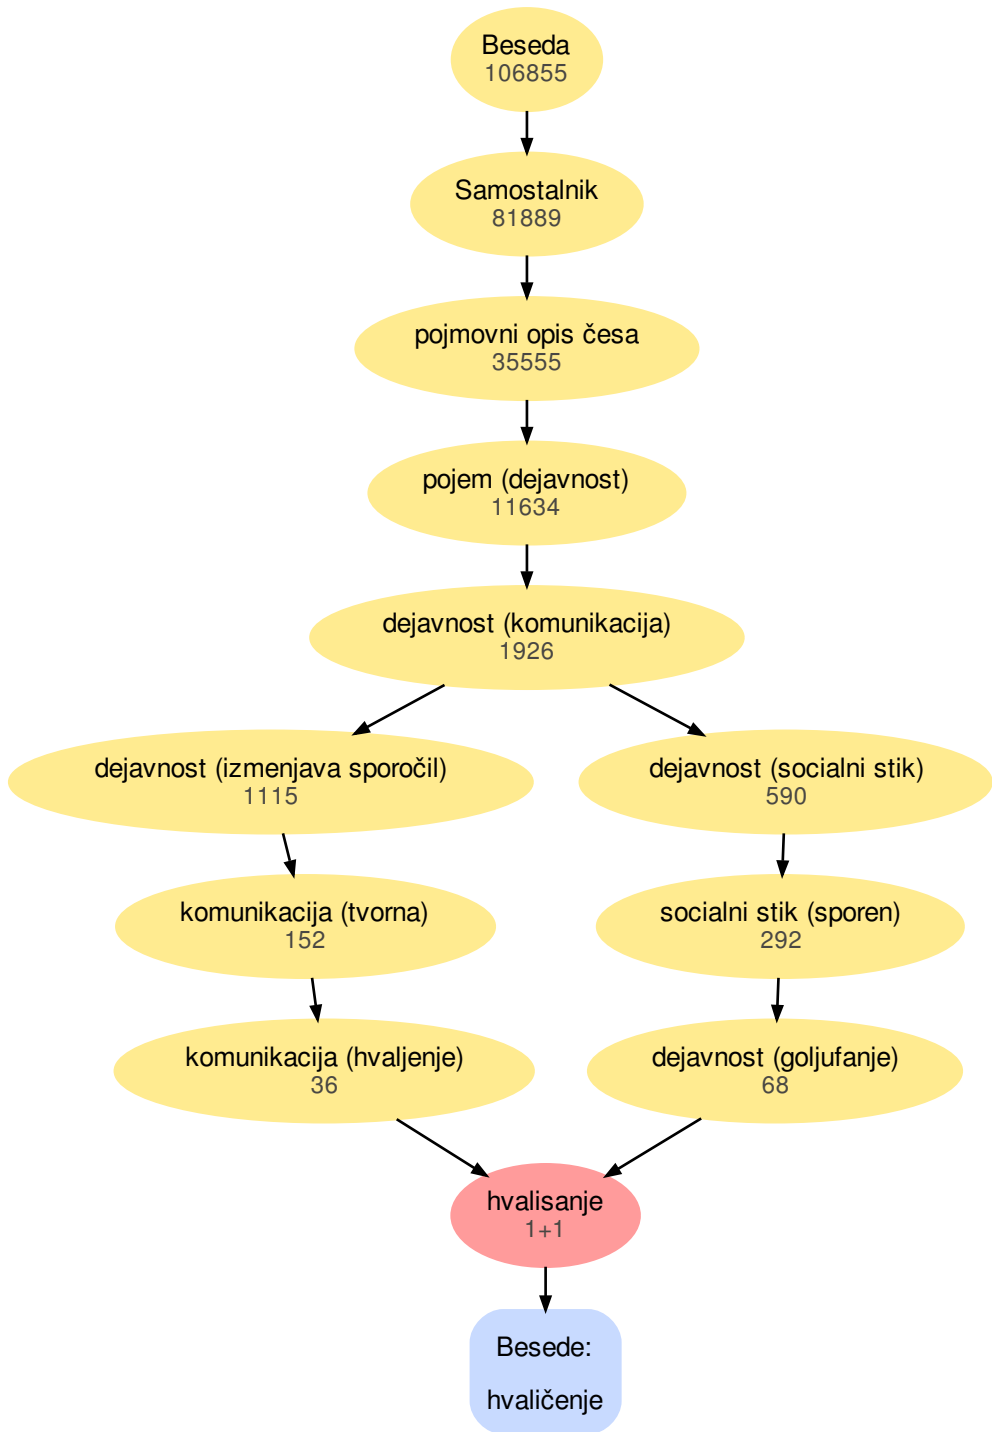 Beseda
106855
Samostalnik
81889
pojmovni opis česa
35555
pojem (dejavnost)
11634
dejavnost (komunikacija)
1926
dejavnost (izmenjava sporočil)
1115
dejavnost (socialni stik)
590
komunikacija (tvorna)
152
socialni stik (sporen)
292
komunikacija (hvaljenje)
36
dejavnost (goljufanje)
68
hvalisanje
1+1
Besede:
hvaličenje